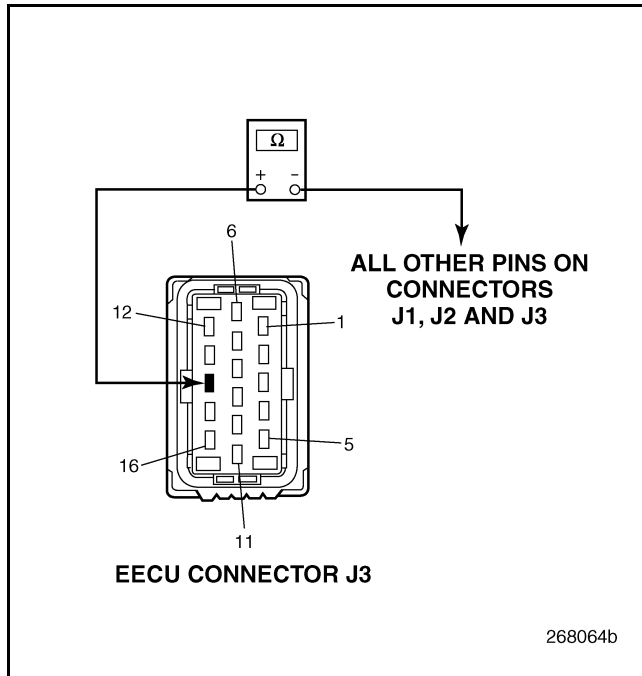 Ω
+ −
6
ALL OTHER PINS ON
CONNECTORS
J1, J2 AND J3
12
1
16
5
11
EECU CONNECTOR J3
268064b